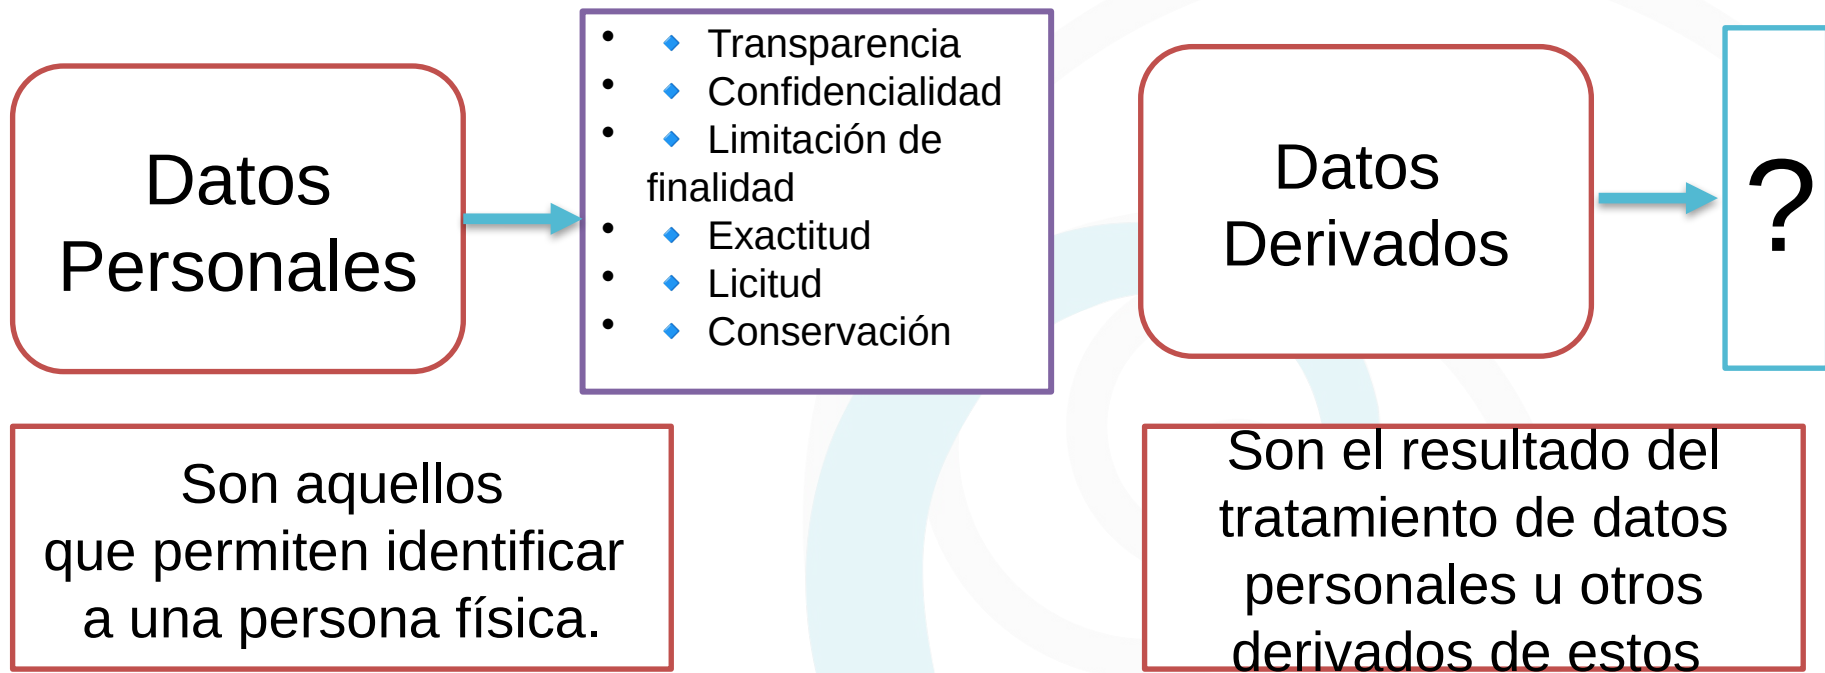 Datos
Personales
• 🔹 Transparencia
• 🔹 Confidencialidad
• 🔹 Limitación de
finalidad
• 🔹 Exactitud
• 🔹 Licitud
• 🔹 Conservación
Datos
Derivados
?
Son aquellos
que permiten identificar
a una persona física.
Son el resultado del
tratamiento de datos
personales u otros
derivados de estos